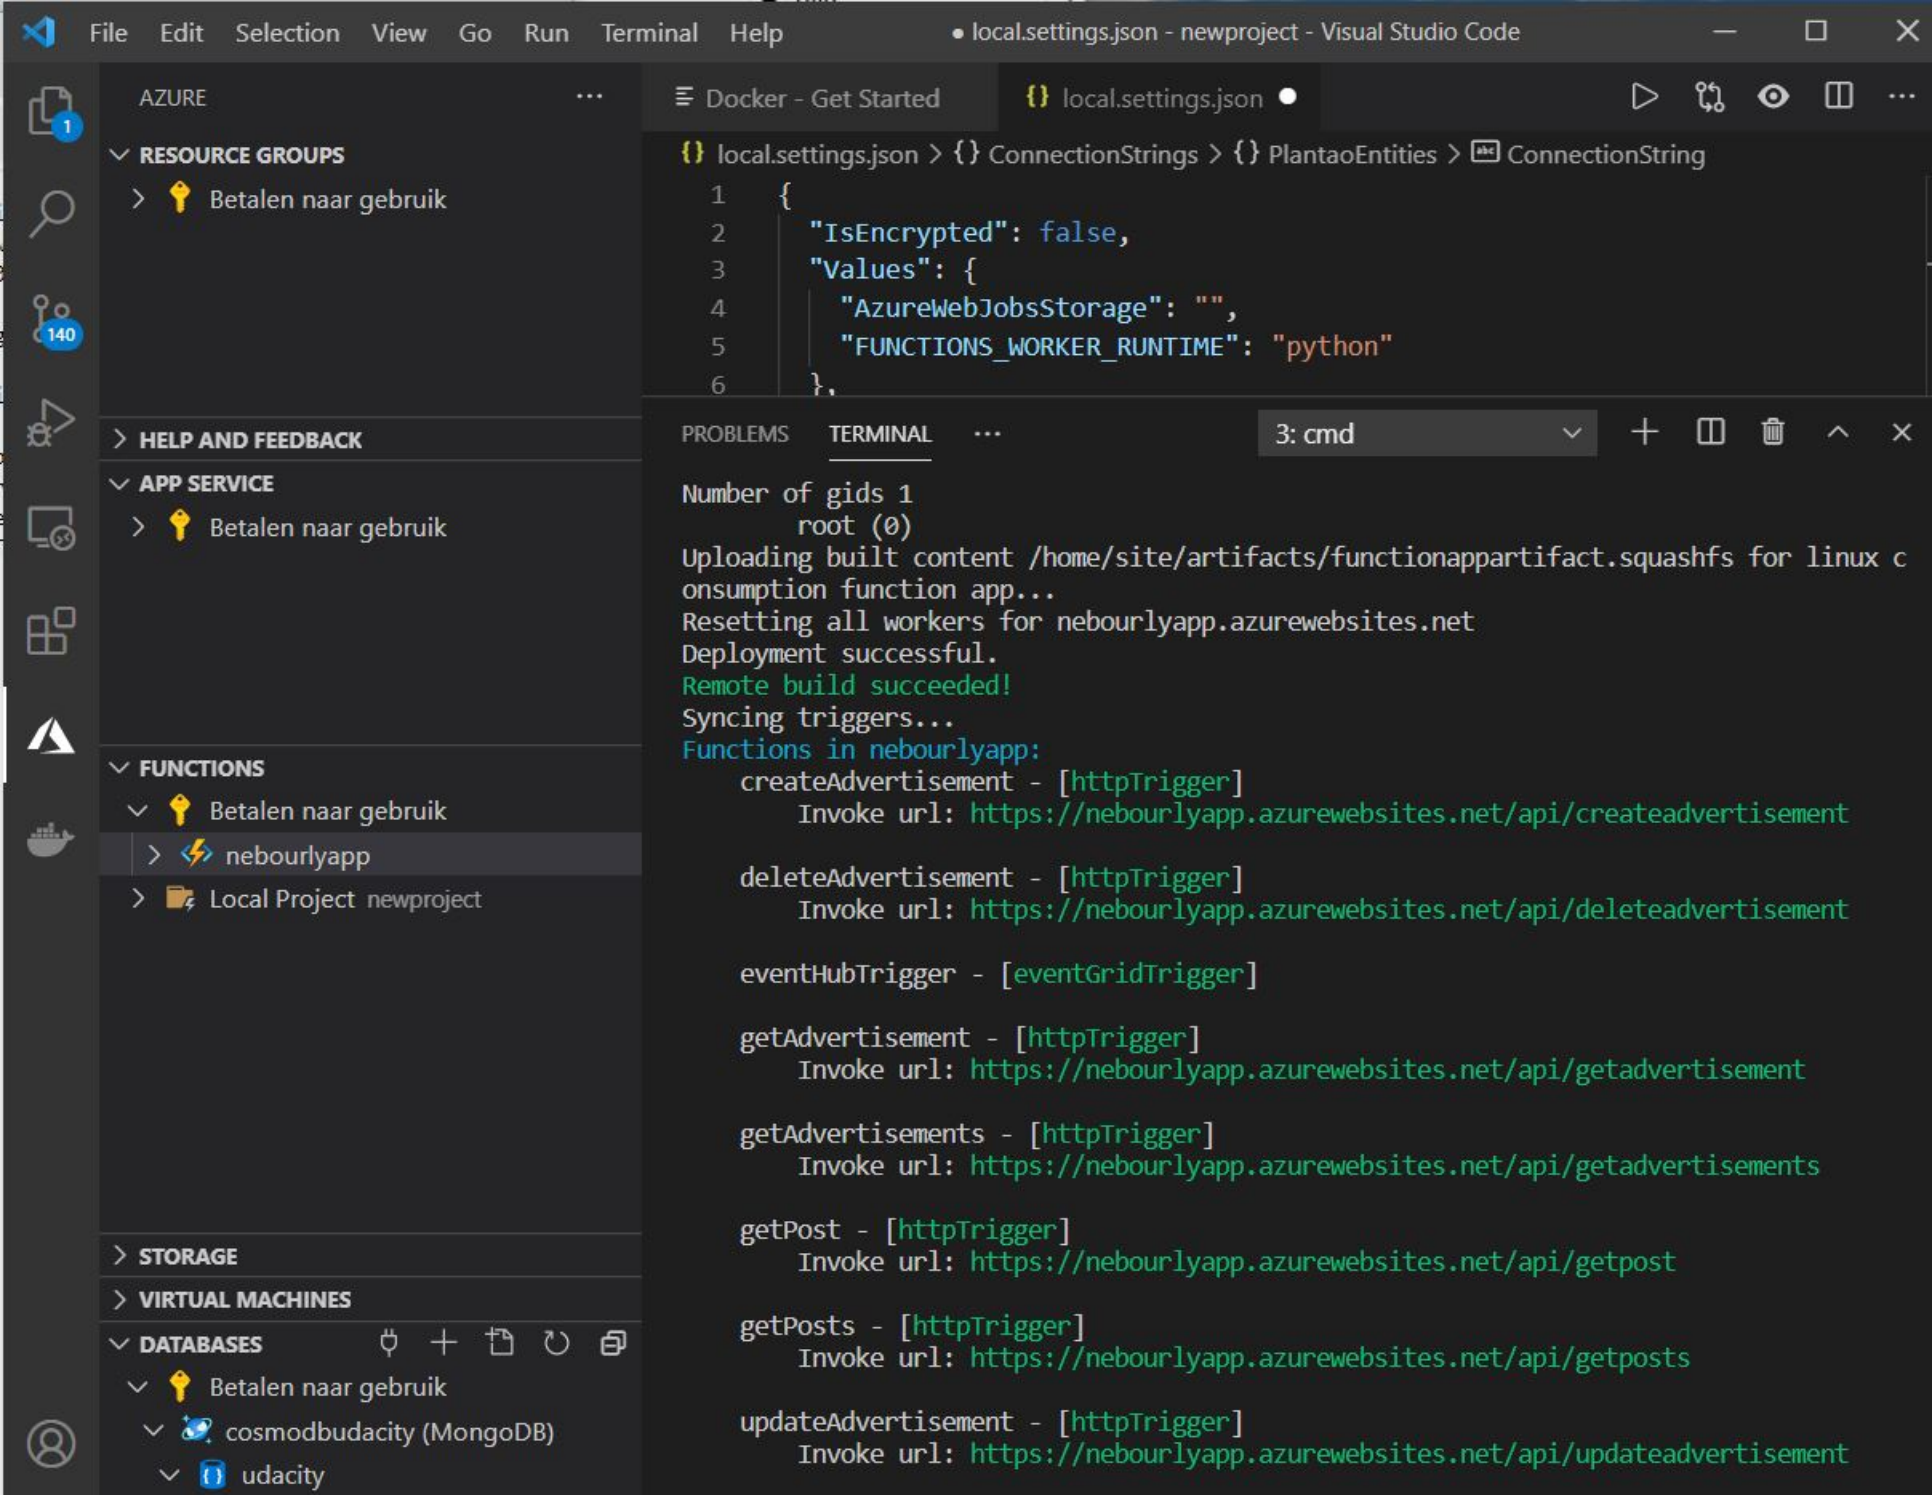 File Edit Selection View Go Run Terminal Help
● local.settings.json - newproject - Visual Studio Code
1
140
AZURE
RESOURCE GROUPS
Betalen naar gebruik
HELP AND FEEDBACK
APP SERVICE
Betalen naar gebruik
FUNCTIONS
Betalen naar gebruik
nebourlyapp
Local Project newproject
STORAGE
VIRTUAL MACHINES
DATABASES
Betalen naar gebruik
cosmodbudacity (MongoDB)
udacity
Docker - Get Started
{} local.settings.json ●
{} local.settings.json > {} ConnectionStrings > {} PlantaoEntities > abc ConnectionString
1 {
2 "IsEncrypted": false,
3 "Values": {
4 "AzureWebJobsStorage": "",
5 "FUNCTIONS_WORKER_RUNTIME": "python"
6 },
PROBLEMS TERMINAL ... 3: cmd
Number of gids 1
root (0)
Uploading built content /home/site/artifacts/functionappartifact.squashfs for linux c
onsumption function app...
Resetting all workers for nebourlyapp.azurewebsites.net
Deployment successful.
Remote build succeeded!
Syncing triggers...
Functions in nebourlyapp:
createAdvertisement - [httpTrigger]
Invoke url: https://nebourlyapp.azurewebsites.net/api/createadvertisement
deleteAdvertisement - [httpTrigger]
Invoke url: https://nebourlyapp.azurewebsites.net/api/deleteadvertisement
eventHubTrigger - [eventGridTrigger]
getAdvertisement - [httpTrigger]
Invoke url: https://nebourlyapp.azurewebsites.net/api/getadvertisement
getAdvertisements - [httpTrigger]
Invoke url: https://nebourlyapp.azurewebsites.net/api/getadvertisements
getPost - [httpTrigger]
Invoke url: https://nebourlyapp.azurewebsites.net/api/getpost
getPosts - [httpTrigger]
Invoke url: https://nebourlyapp.azurewebsites.net/api/getposts
updateAdvertisement - [httpTrigger]
Invoke url: https://nebourlyapp.azurewebsites.net/api/updateadvertisement